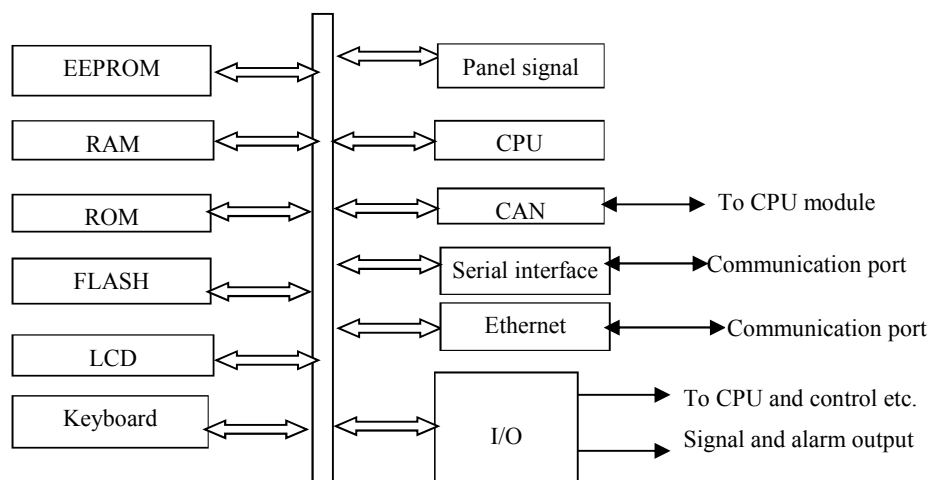 EEPROM
Panel signal
RAM
CPU
ROM
CAN
To CPU module
FLASH
Serial interface
Communication port
Ethernet
Communication port
LCD
Keyboard
I/O
To CPU and control etc.
Signal and alarm output